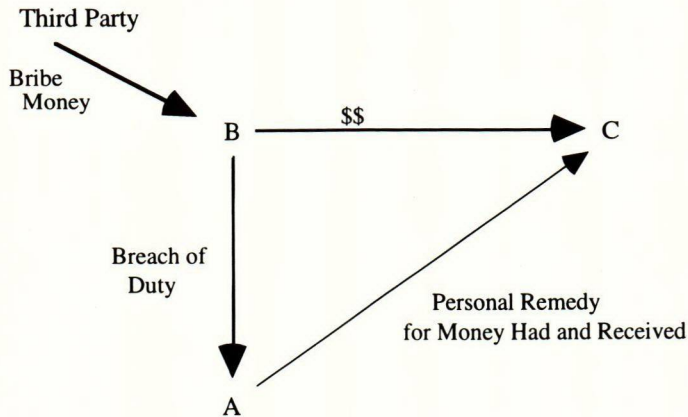 Third Party
Bribe
Money
$$
B
C
Breach of
Duty
Personal Remedy
for Money Had and Received
A